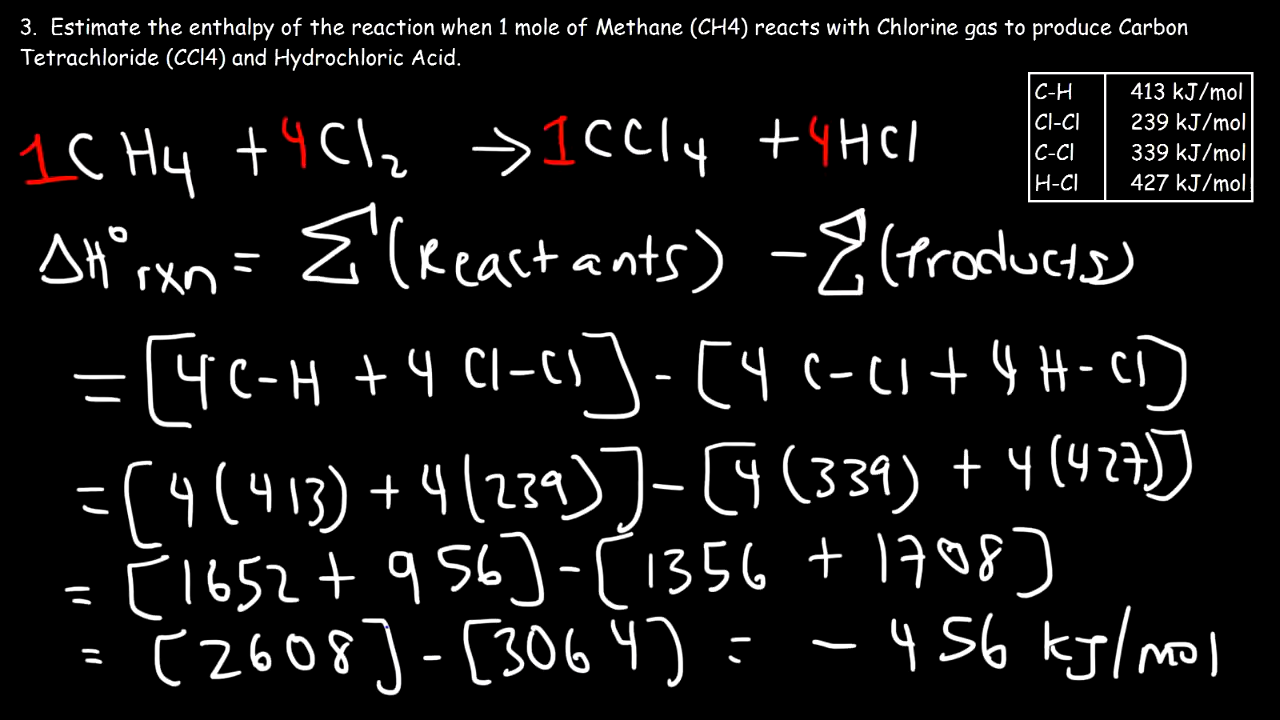 3. Estimate the enthalpy of the reaction when 1 mole of Methane (CH4) reacts with Chlorine gas to produce Carbon
Tetrachloride (CCl4) and Hydrochloric Acid.
C-H 413 kJ/mol
Cl-Cl 239 kJ/mol
C-Cl 339 kJ/mol
H-Cl 427 kJ/mol
1CH₄ + 4Cl₂ → 1CCl₄ + 4HCl
ΔH°rxn = Σ(Reactants) - Σ(Products)
= [4 C-H + 4 Cl-Cl] - [4 C-Cl + 4 H-Cl]
= [4(413) + 4(239)] - [4(339) + 4(427)]
= [1652 + 956] - [1356 + 1708]
= [2608] - [3064] = - 456 kJ/mol